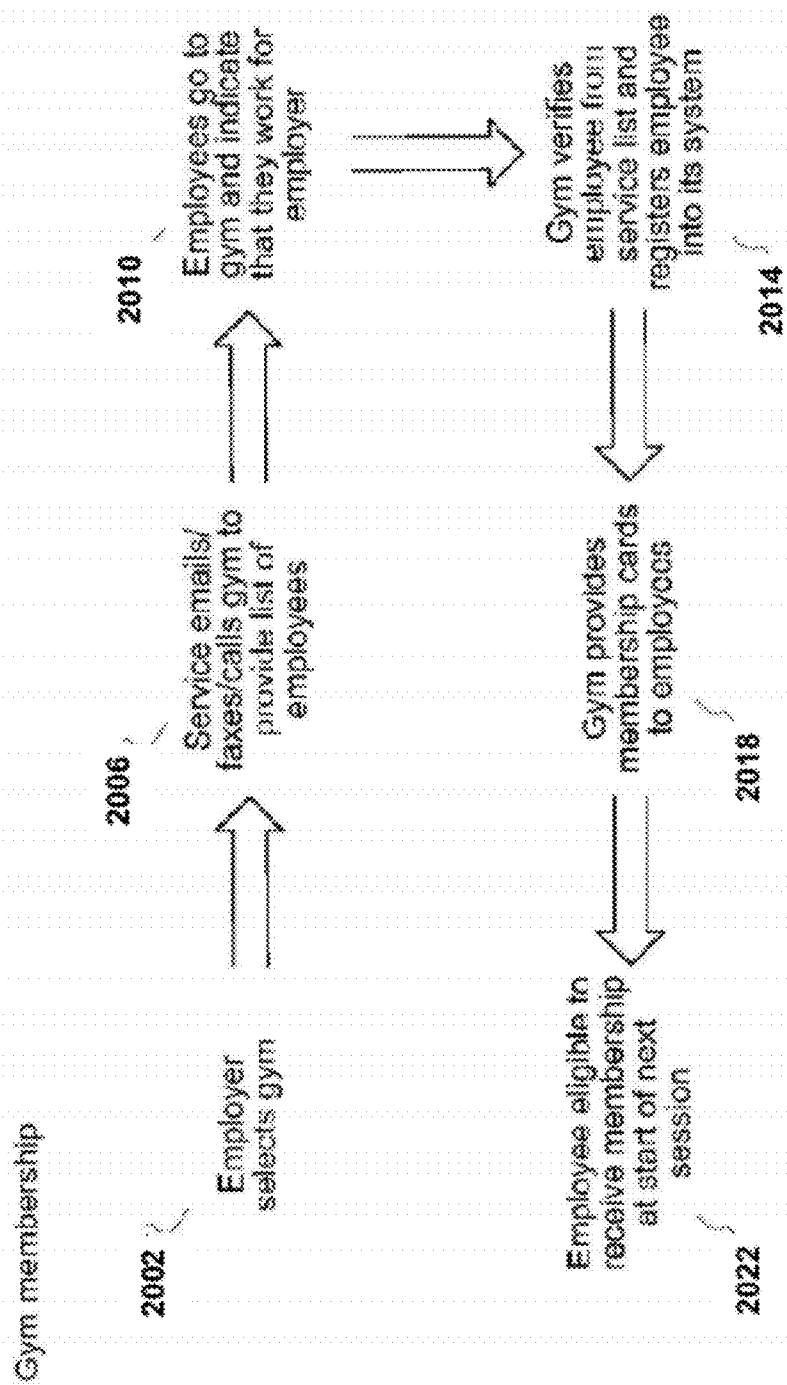 Gym membership
2002
Employer
selects gym
2006
Service emails/
faxes/calls gym to
provide list of
employees
2010
Employees go to
gym and indicate
that they work for
employer
2014
Gym verifies
employee from
service list and
registers employee
into its system
2018
Gym provides
membership cards
to employees
2022
Employee eligible to
receive membership
at start of next
session